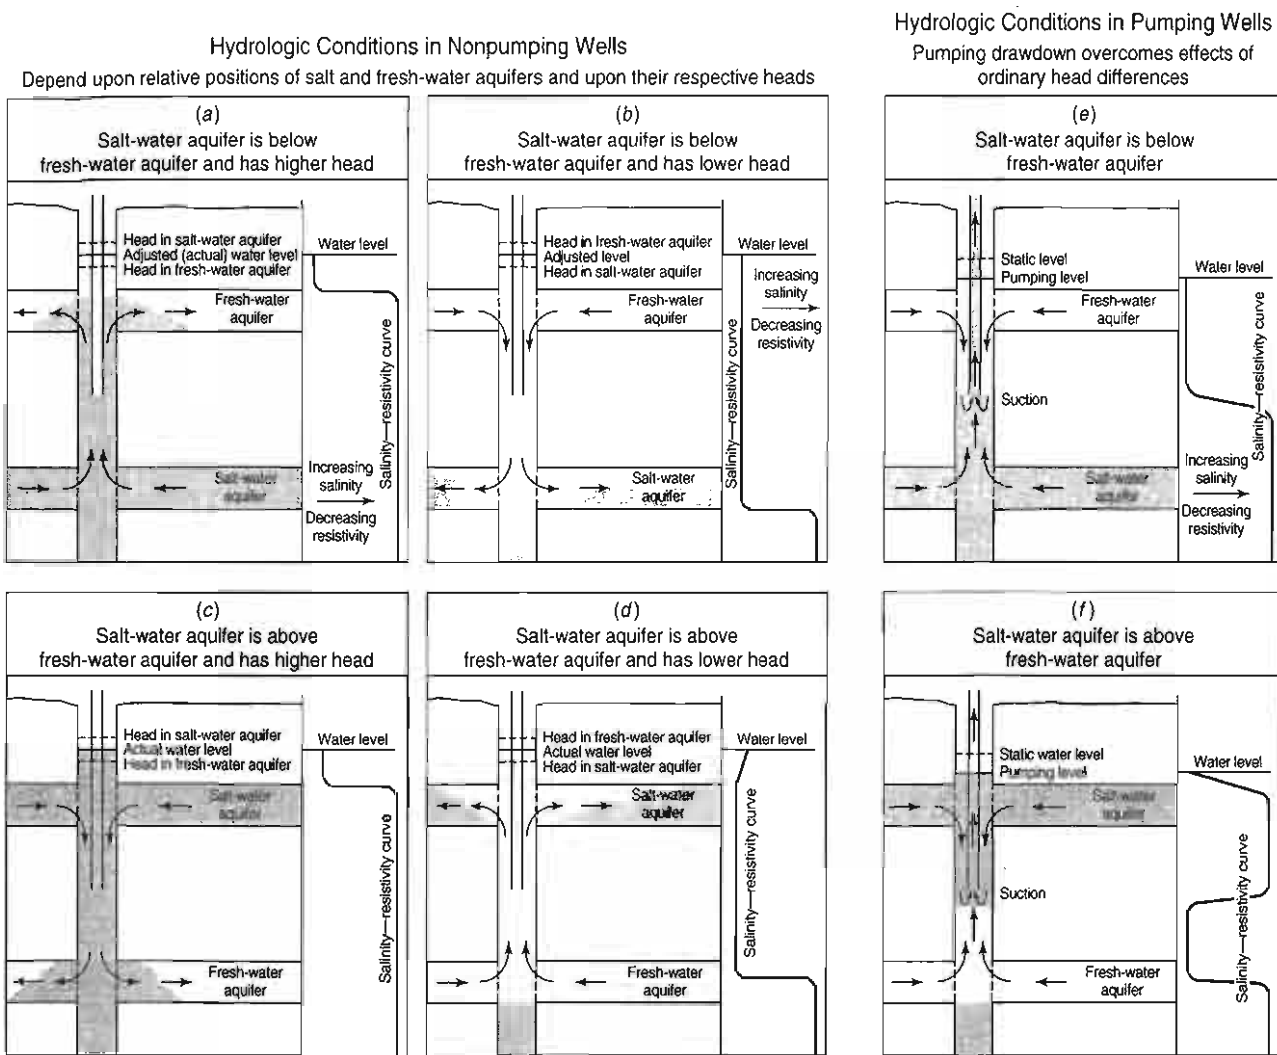 Hydrologic Conditions in Nonpumping Wells
Depend upon relative positions of salt and fresh-water aquifers and upon their respective heads
Hydrologic Conditions in Pumping Wells
Pumping drawdown overcomes effects of
ordinary head differences
(a)
Salt-water aquifer is below
fresh-water aquifer and has higher head
Head in salt-water aquifer
Adjusted (actual) water level
Head in fresh-water aquifer
Water level
Fresh-water
aquifer
Salinity—resistivity curve
Salt-water
aquifer
Increasing
salinity
Decreasing
resistivity
(b)
Salt-water aquifer is below
fresh-water aquifer and has lower head
Head in fresh-water aquifer
Adjusted level
Head in salt-water aquifer
Water level
Increasing
salinity
Decreasing
resistivity
Fresh-water
aquifer
Salinity—resistivity curve
Salt-water
aquifer
(e)
Salt-water aquifer is below
fresh-water aquifer
Static level
Pumping level
Water level
Fresh-water
aquifer
Suction
Salinity—resistivity curve
Salt-water
aquifer
Increasing
salinity
Decreasing
resistivity
(c)
Salt-water aquifer is above
fresh-water aquifer and has higher head
Head in salt-water aquifer
Actual water level
Head in fresh-water aquifer
Water level
Salt-water
aquifer
Salinity—resistivity curve
Fresh-water
aquifer
(d)
Salt-water aquifer is above
fresh-water aquifer and has lower head
Head in fresh-water aquifer
Actual water level
Head in salt-water aquifer
Water level
Salt-water
aquifer
Salinity—resistivity curve
Fresh-water
aquifer
(f)
Salt-water aquifer is above
fresh-water aquifer
Static water level
Pumping level
Water level
Salt-water
aquifer
Suction
Salinity—resistivity curve
Fresh-water
aquifer